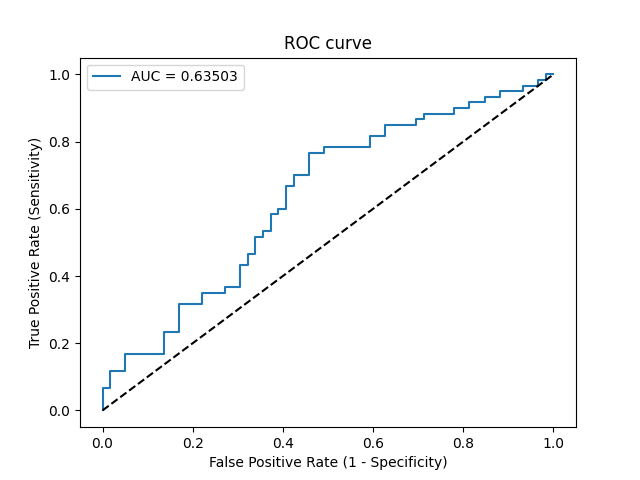 ROC curve
AUC = 0.63503
True Positive Rate (Sensitivity)
1.0
0.8
0.6
0.4
0.2
0.0
0.0 0.2 0.4 0.6 0.8 1.0
False Positive Rate (1 - Specificity)